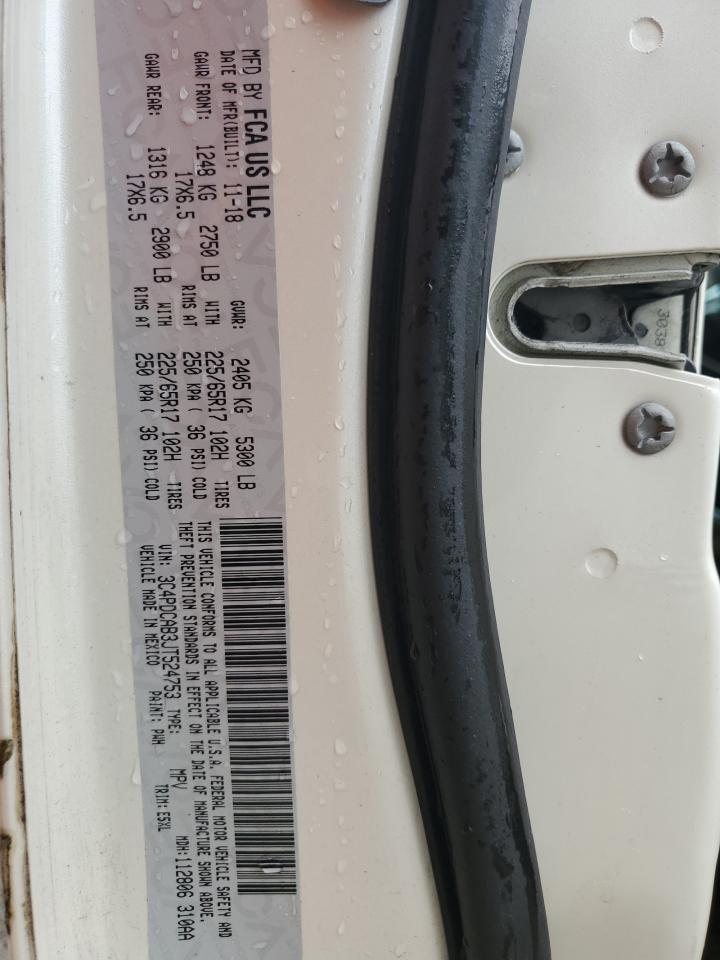 MFD BY FCA US LLC
DATE OF MFR(BUILT): 11-18 GVWR: 2405 KG 5300 LB
GAWR FRONT: 1248 KG 2750 LB WITH 225/65R17 102H TIRES
17X6.5 RIMS AT 250 KPA ( 36 PSI) COLD
GAWR REAR: 1316 KG 2900 LB WITH 225/65R17 102H TIRES
17X6.5 RIMS AT 250 KPA ( 36 PSI) COLD
THIS VEHICLE CONFORMS TO ALL APPLICABLE U.S.A. FEDERAL MOTOR VEHICLE SAFETY AND
THEFT PREVENTION STANDARDS IN EFFECT ON THE DATE OF MANUFACTURE SHOWN ABOVE.
VIN: 3C4PDCAB3JT524753 TYPE: MPV MDH:112806 310AA
VEHICLE MADE IN MEXICO PAINT: PWH TRIM:E5XL
3038